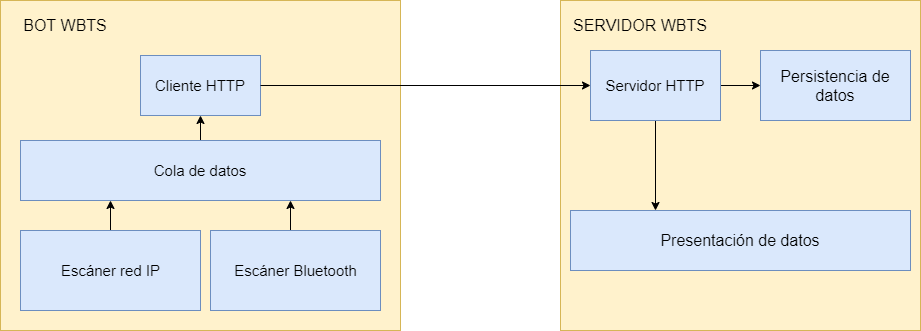 BOT WBTS
Cliente HTTP
Cola de datos
Escáner red IP
Escáner Bluetooth
SERVIDOR WBTS
Servidor HTTP
Persistencia de
datos
Presentación de datos